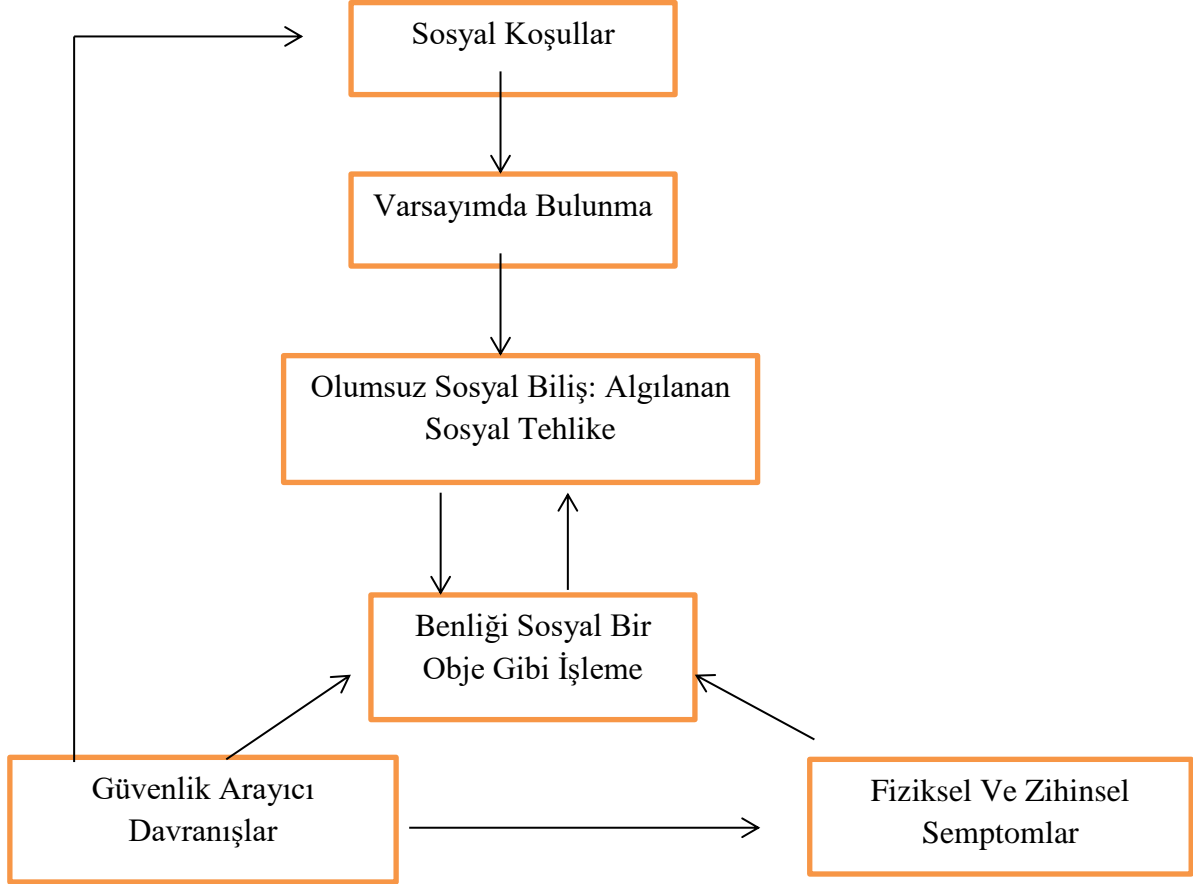 Sosyal Koşullar
Varsayımda Bulunma
Olumsuz Sosyal Biliş: Algılanan
Sosyal Tehlike
Benliği Sosyal Bir
Obje Gibi İşleme
Güvenlik Arayıcı
Davranışlar
Fiziksel Ve Zihinsel
Semptomlar